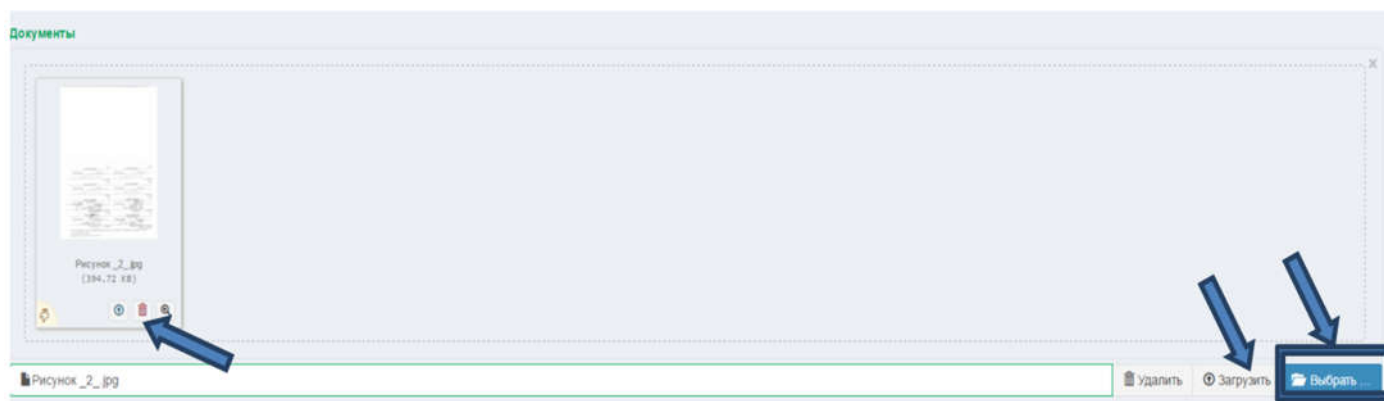 Документы
x
Рисунок _2_ jpg
(394.72 KB)
Рисунок _2_ jpg
Удалить
Загрузить
Выбрать ...